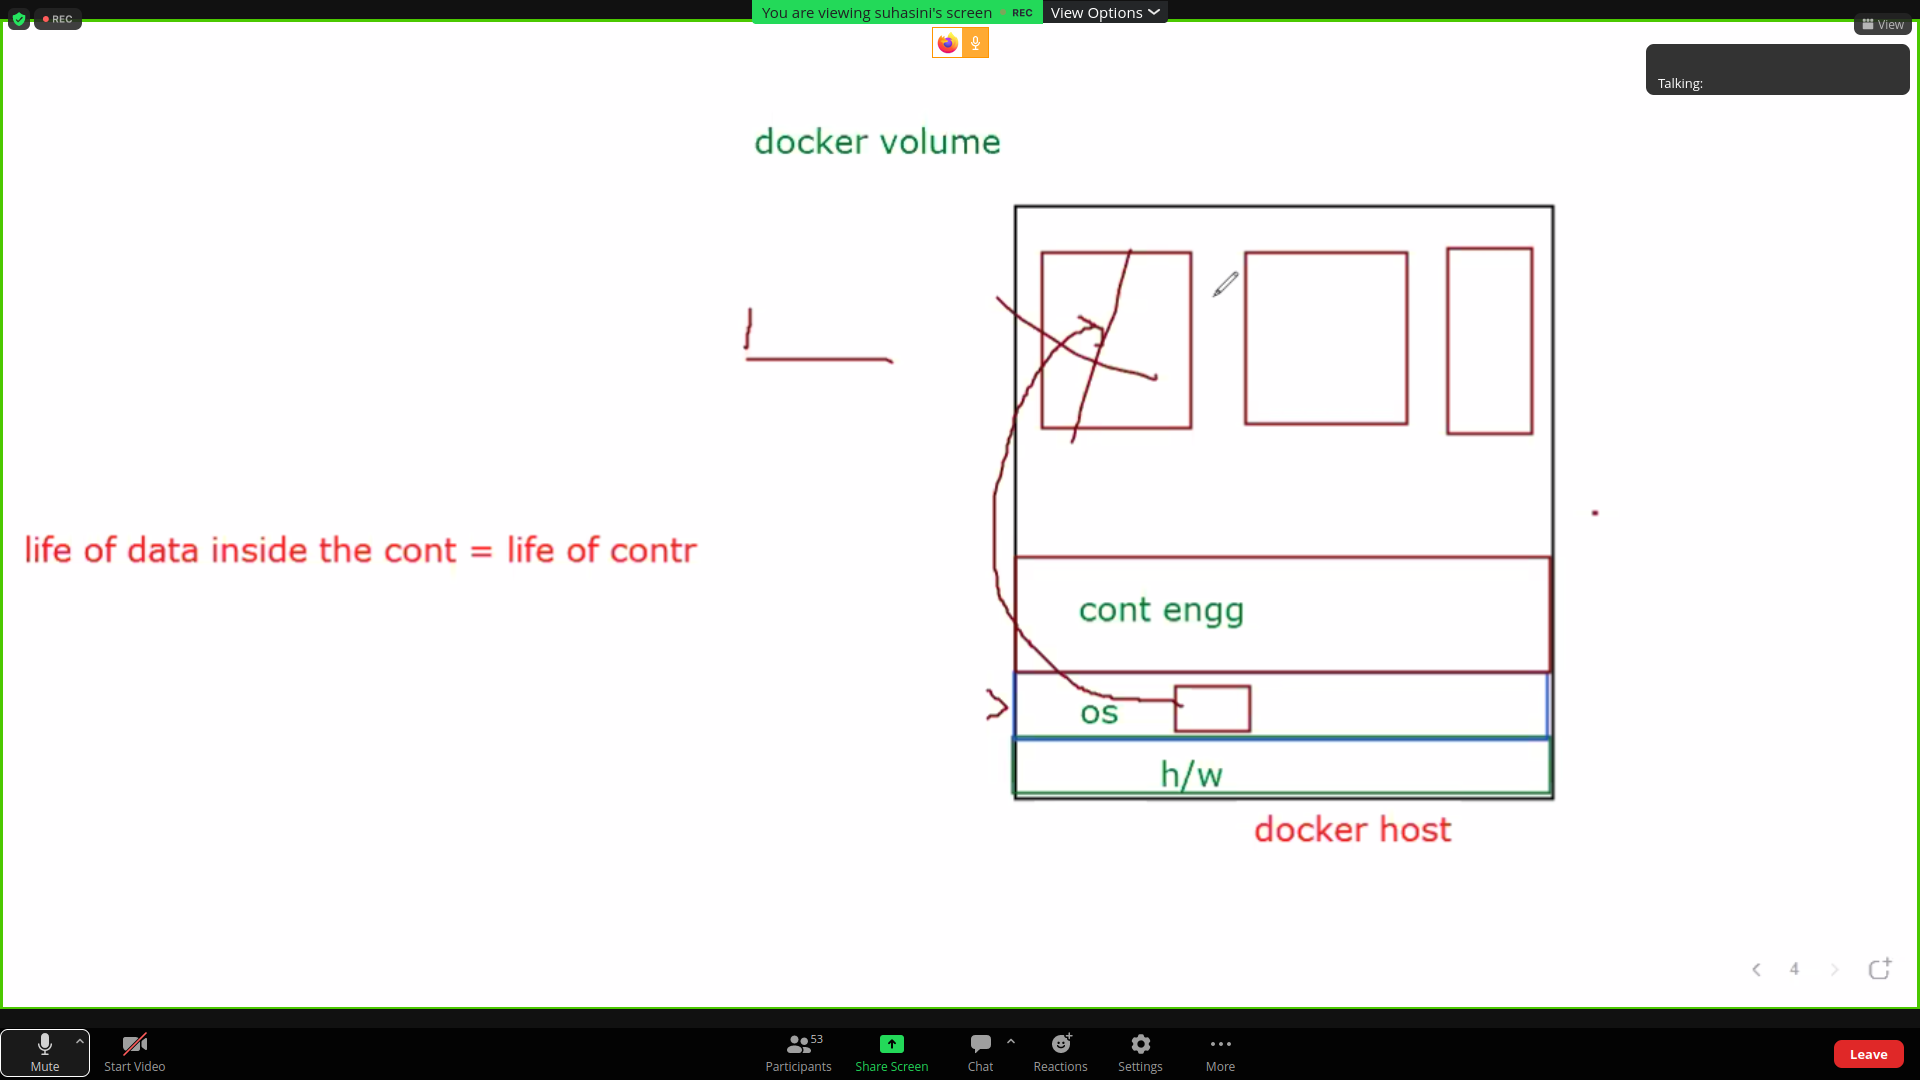 REC
You are viewing suhasini's screen REC View Options
View
Talking:
docker volume
life of data inside the cont = life of contr
cont engg
os
h/w
docker host
4
Mute
Start Video
53
Participants
Share Screen
Chat
Reactions
Settings
More
Leave